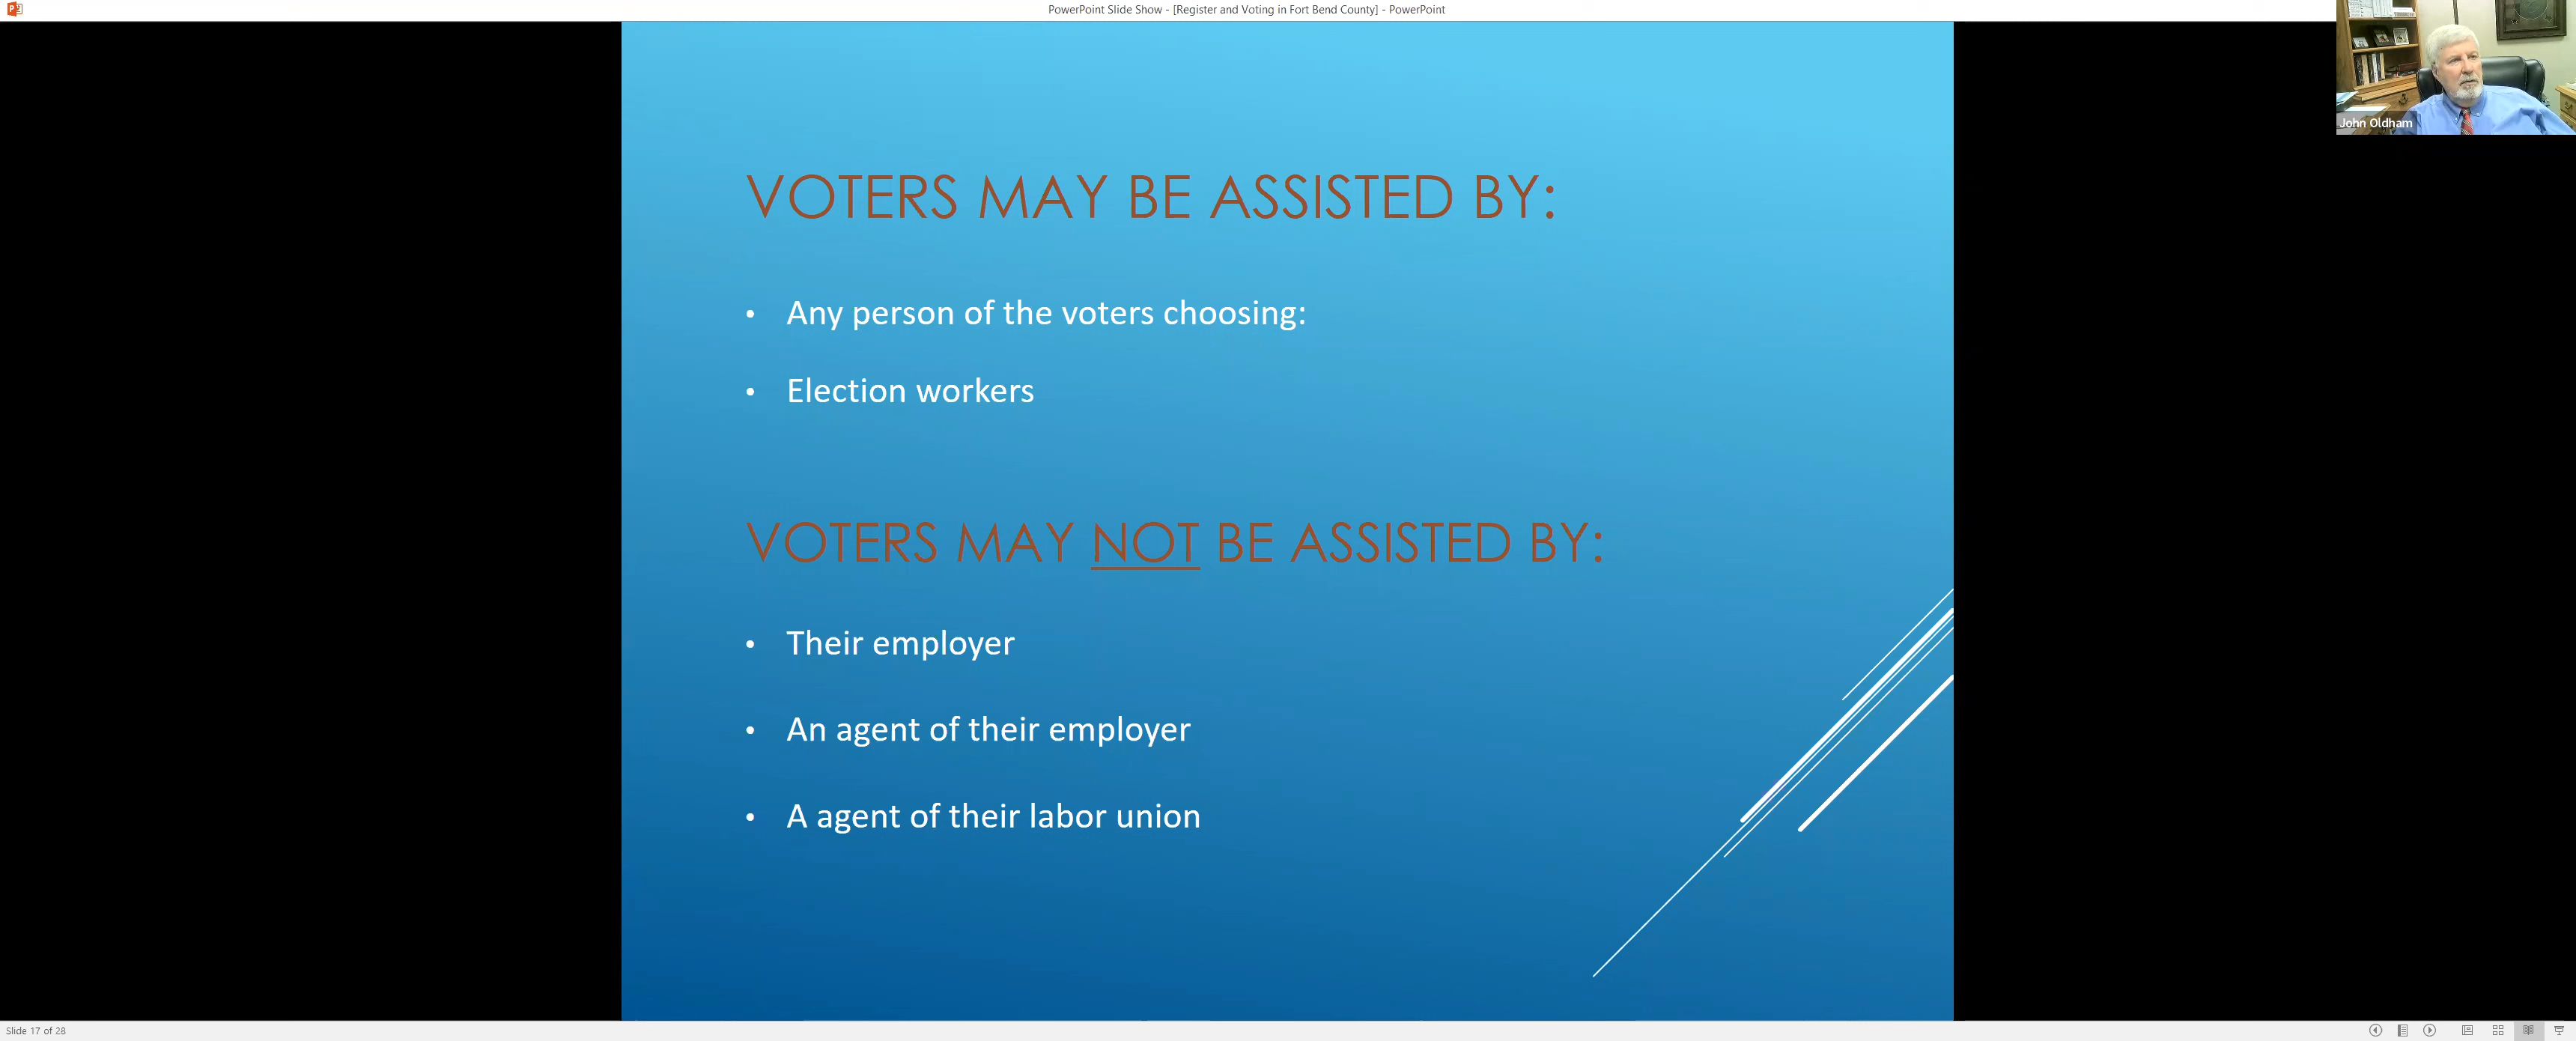 PowerPoint Slide Show - [Register and Voting in Fort Bend County] - PowerPoint
John Oldham
VOTERS MAY BE ASSISTED BY:
• Any person of the voters choosing:
• Election workers
VOTERS MAY NOT BE ASSISTED BY:
• Their employer
• An agent of their employer
• A agent of their labor union
Slide 17 of 28